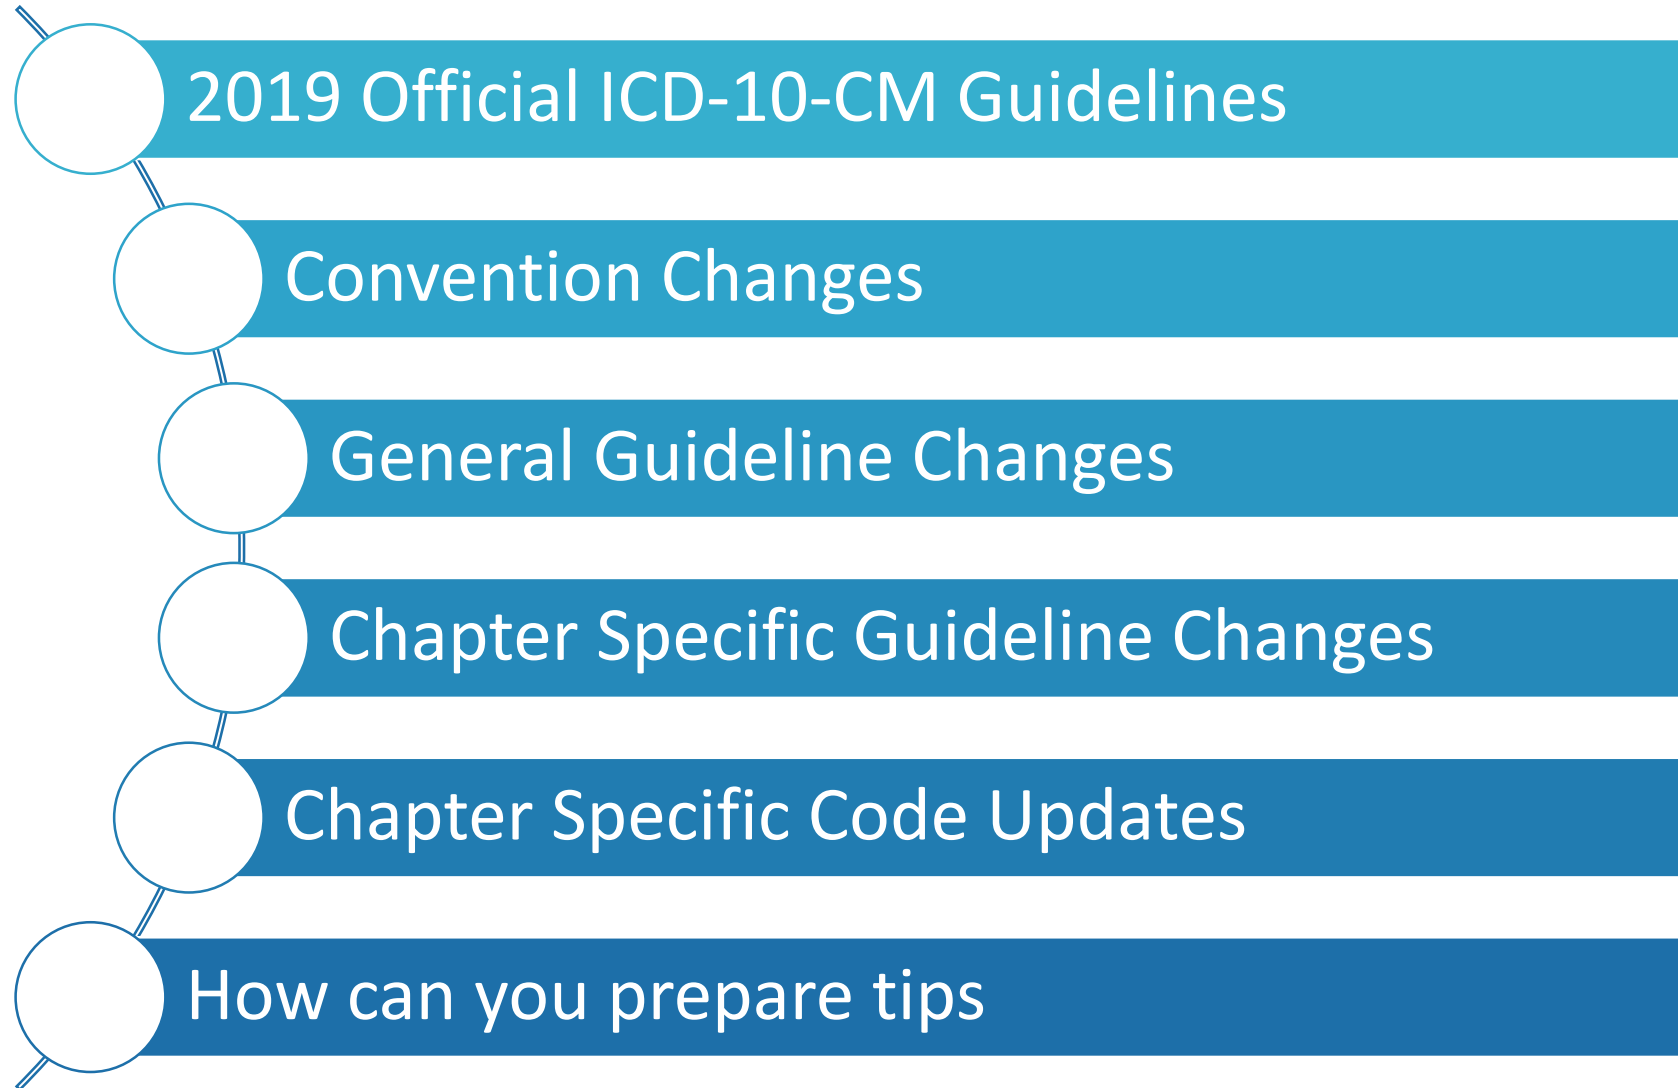 2019 Official ICD-10-CM Guidelines
Convention Changes
General Guideline Changes
Chapter Specific Guideline Changes
Chapter Specific Code Updates
How can you prepare tips